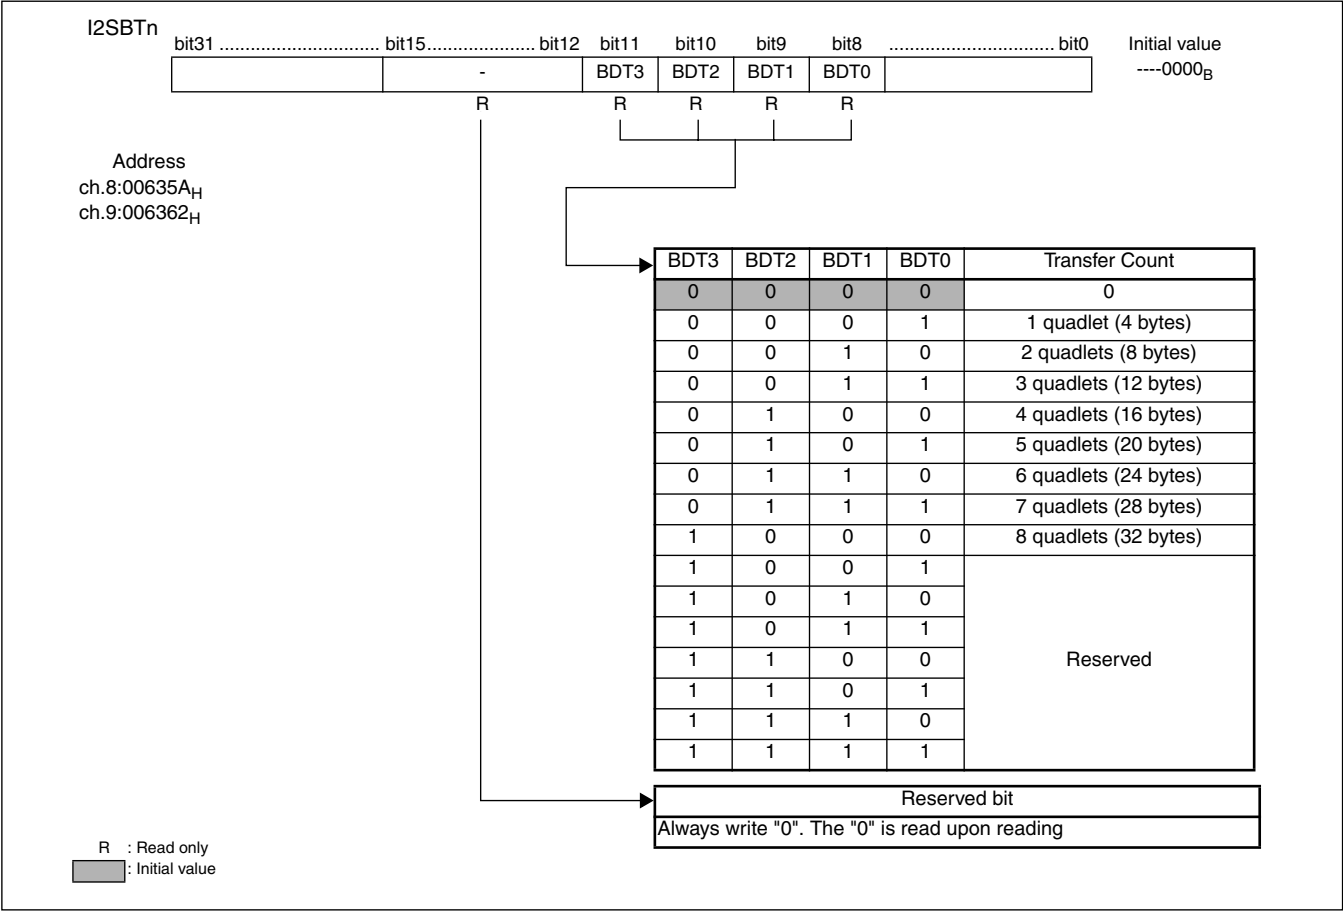 I2SBTn
bit31 ............................... bit15..................... bit12 bit11 bit10 bit9 bit8 ................................ bit0 Initial value
- BDT3 BDT2 BDT1 BDT0 ----0000B
R R R R R
Address
ch.8:00635AH
ch.9:006362H
BDT3 BDT2 BDT1 BDT0 Transfer Count
0 0 0 0 0
0 0 0 1 1 quadlet (4 bytes)
0 0 1 0 2 quadlets (8 bytes)
0 0 1 1 3 quadlets (12 bytes)
0 1 0 0 4 quadlets (16 bytes)
0 1 0 1 5 quadlets (20 bytes)
0 1 1 0 6 quadlets (24 bytes)
0 1 1 1 7 quadlets (28 bytes)
1 0 0 0 8 quadlets (32 bytes)
1 0 0 1
1 0 1 0
1 0 1 1
1 1 0 0 Reserved
1 1 0 1
1 1 1 0
1 1 1 1
Reserved bit
Always write "0". The "0" is read upon reading
R : Read only
: Initial value